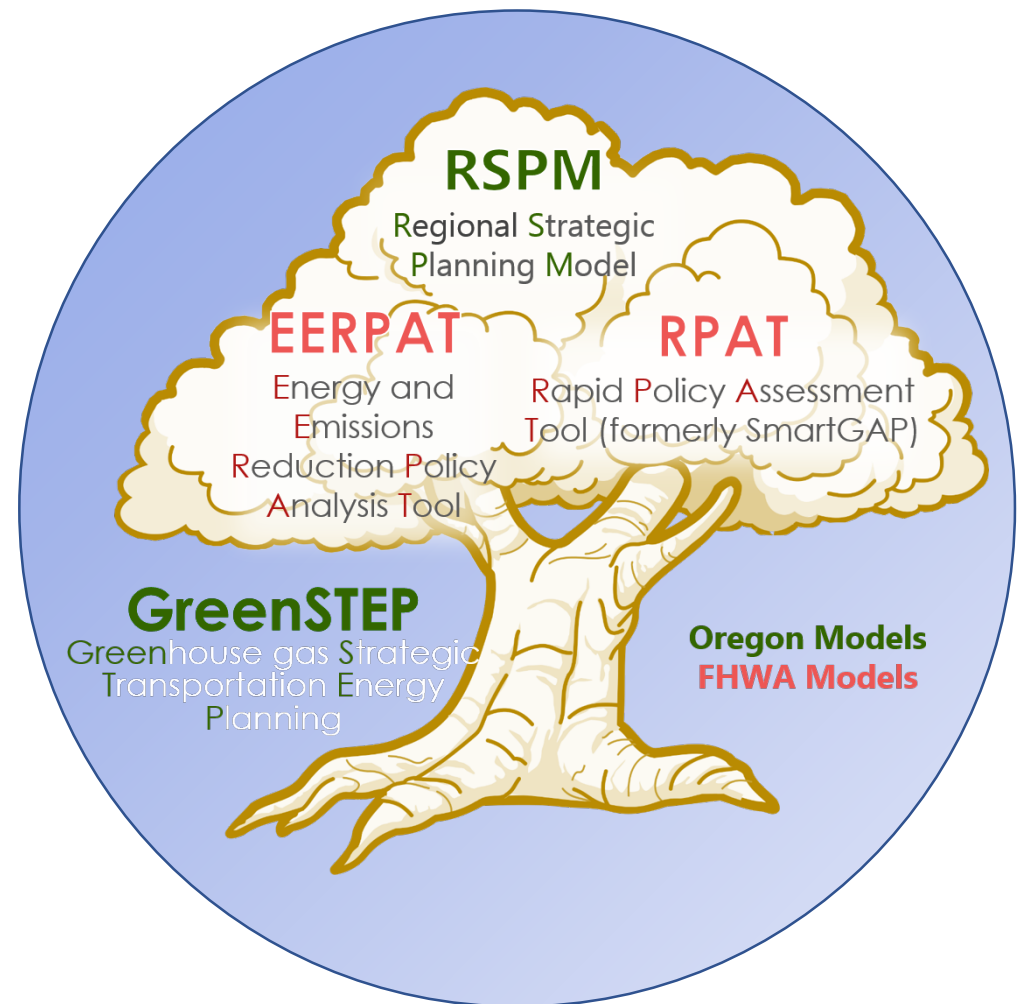 RSPM
Regional Strategic
Planning Model
EERPAT
Energy and
Emissions
Reduction Policy
Analysis Tool
RPAT
Rapid Policy Assessment
Tool (formerly SmartGAP)
GreenSTEP
Greenhouse gas Strategic
Transportation Energy
Planning
Oregon Models
FHWA Models